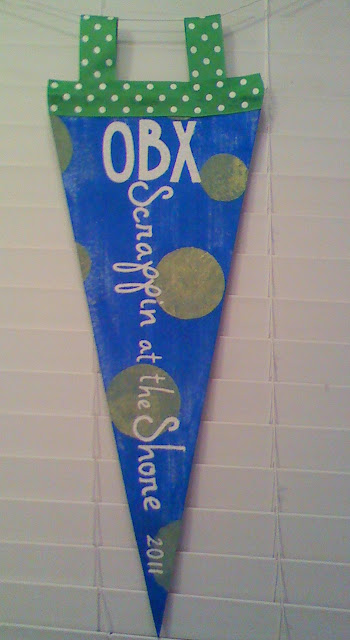 OBX
Scrappin at the Shore
2011